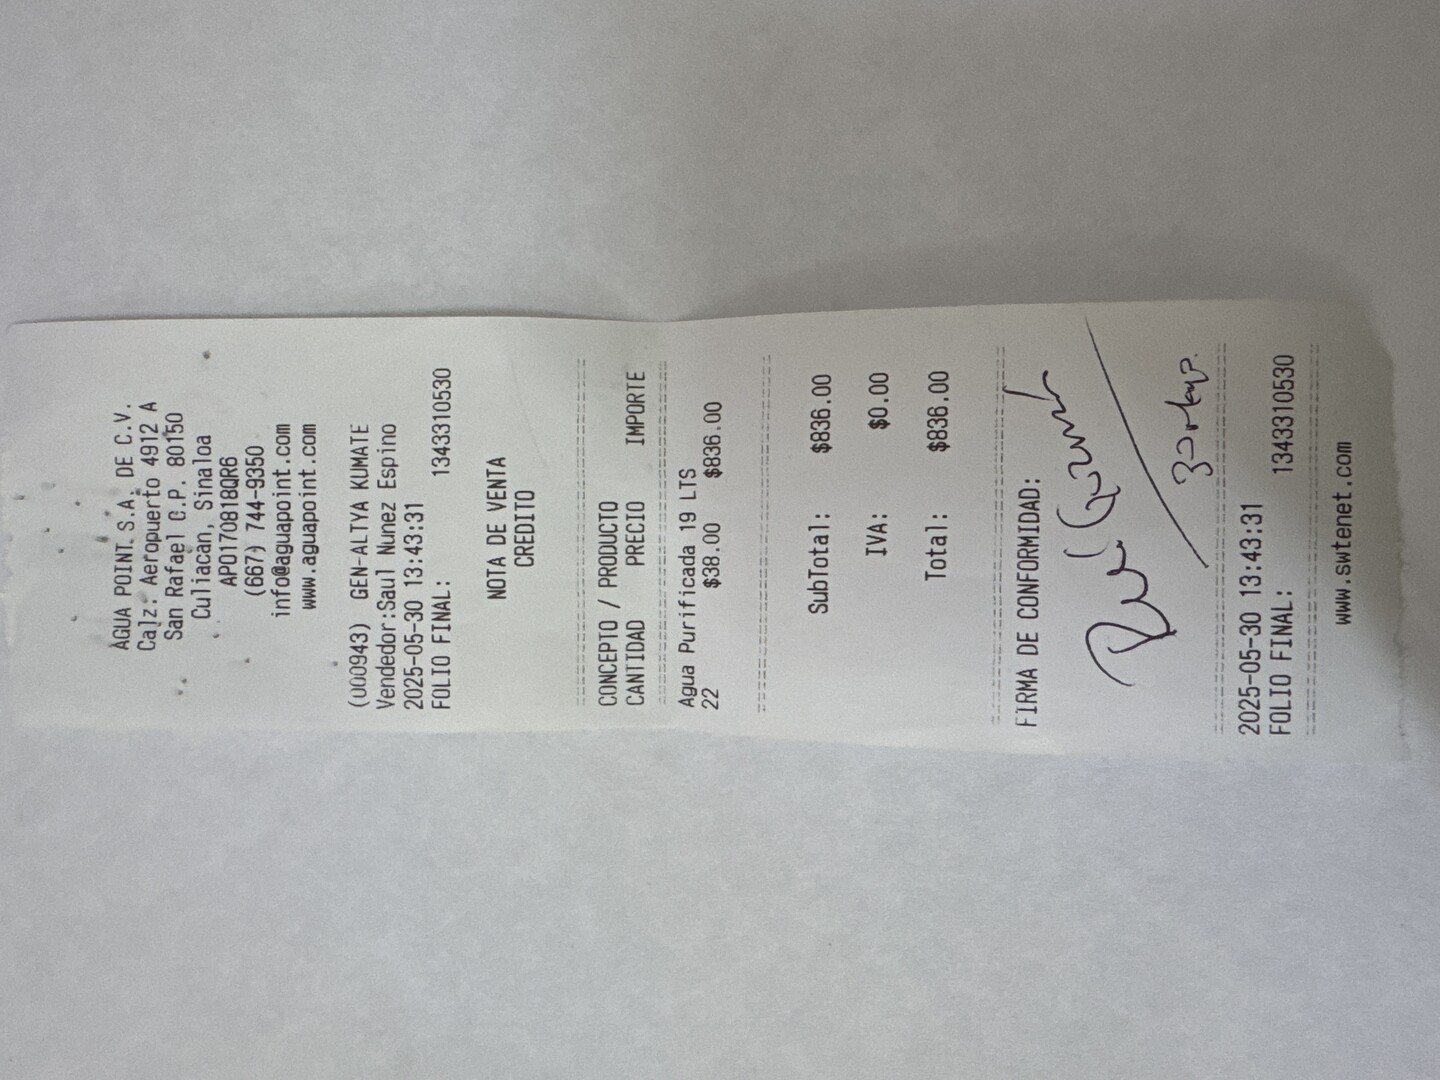 AGUA POINT S.A. DE C.V.
Calz. Aeropuerto 4912 A
San Rafael C.P. 80150
Culiacan, Sinaloa
APO170818QR6
(667) 744-9350
info@aguapoint.com
www.aguapoint.com
(000943) GEN-ALTYA KUMATE
Vendedor:Saul Nunez Espino
2025-05-30 13:43:31
FOLIO FINAL: 1343310530
NOTA DE VENTA
CREDITO
CONCEPTO / PRODUCTO
CANTIDAD PRECIO IMPORTE
Agua Purificada 19 LTS
22 $38.00 $836.00
SubTotal: $836.00
IVA: $0.00
Total: $836.00
FIRMA DE CONFORMIDAD:
2025-05-30 13:43:31
FOLIO FINAL: 1343310530
www.swtenet.com